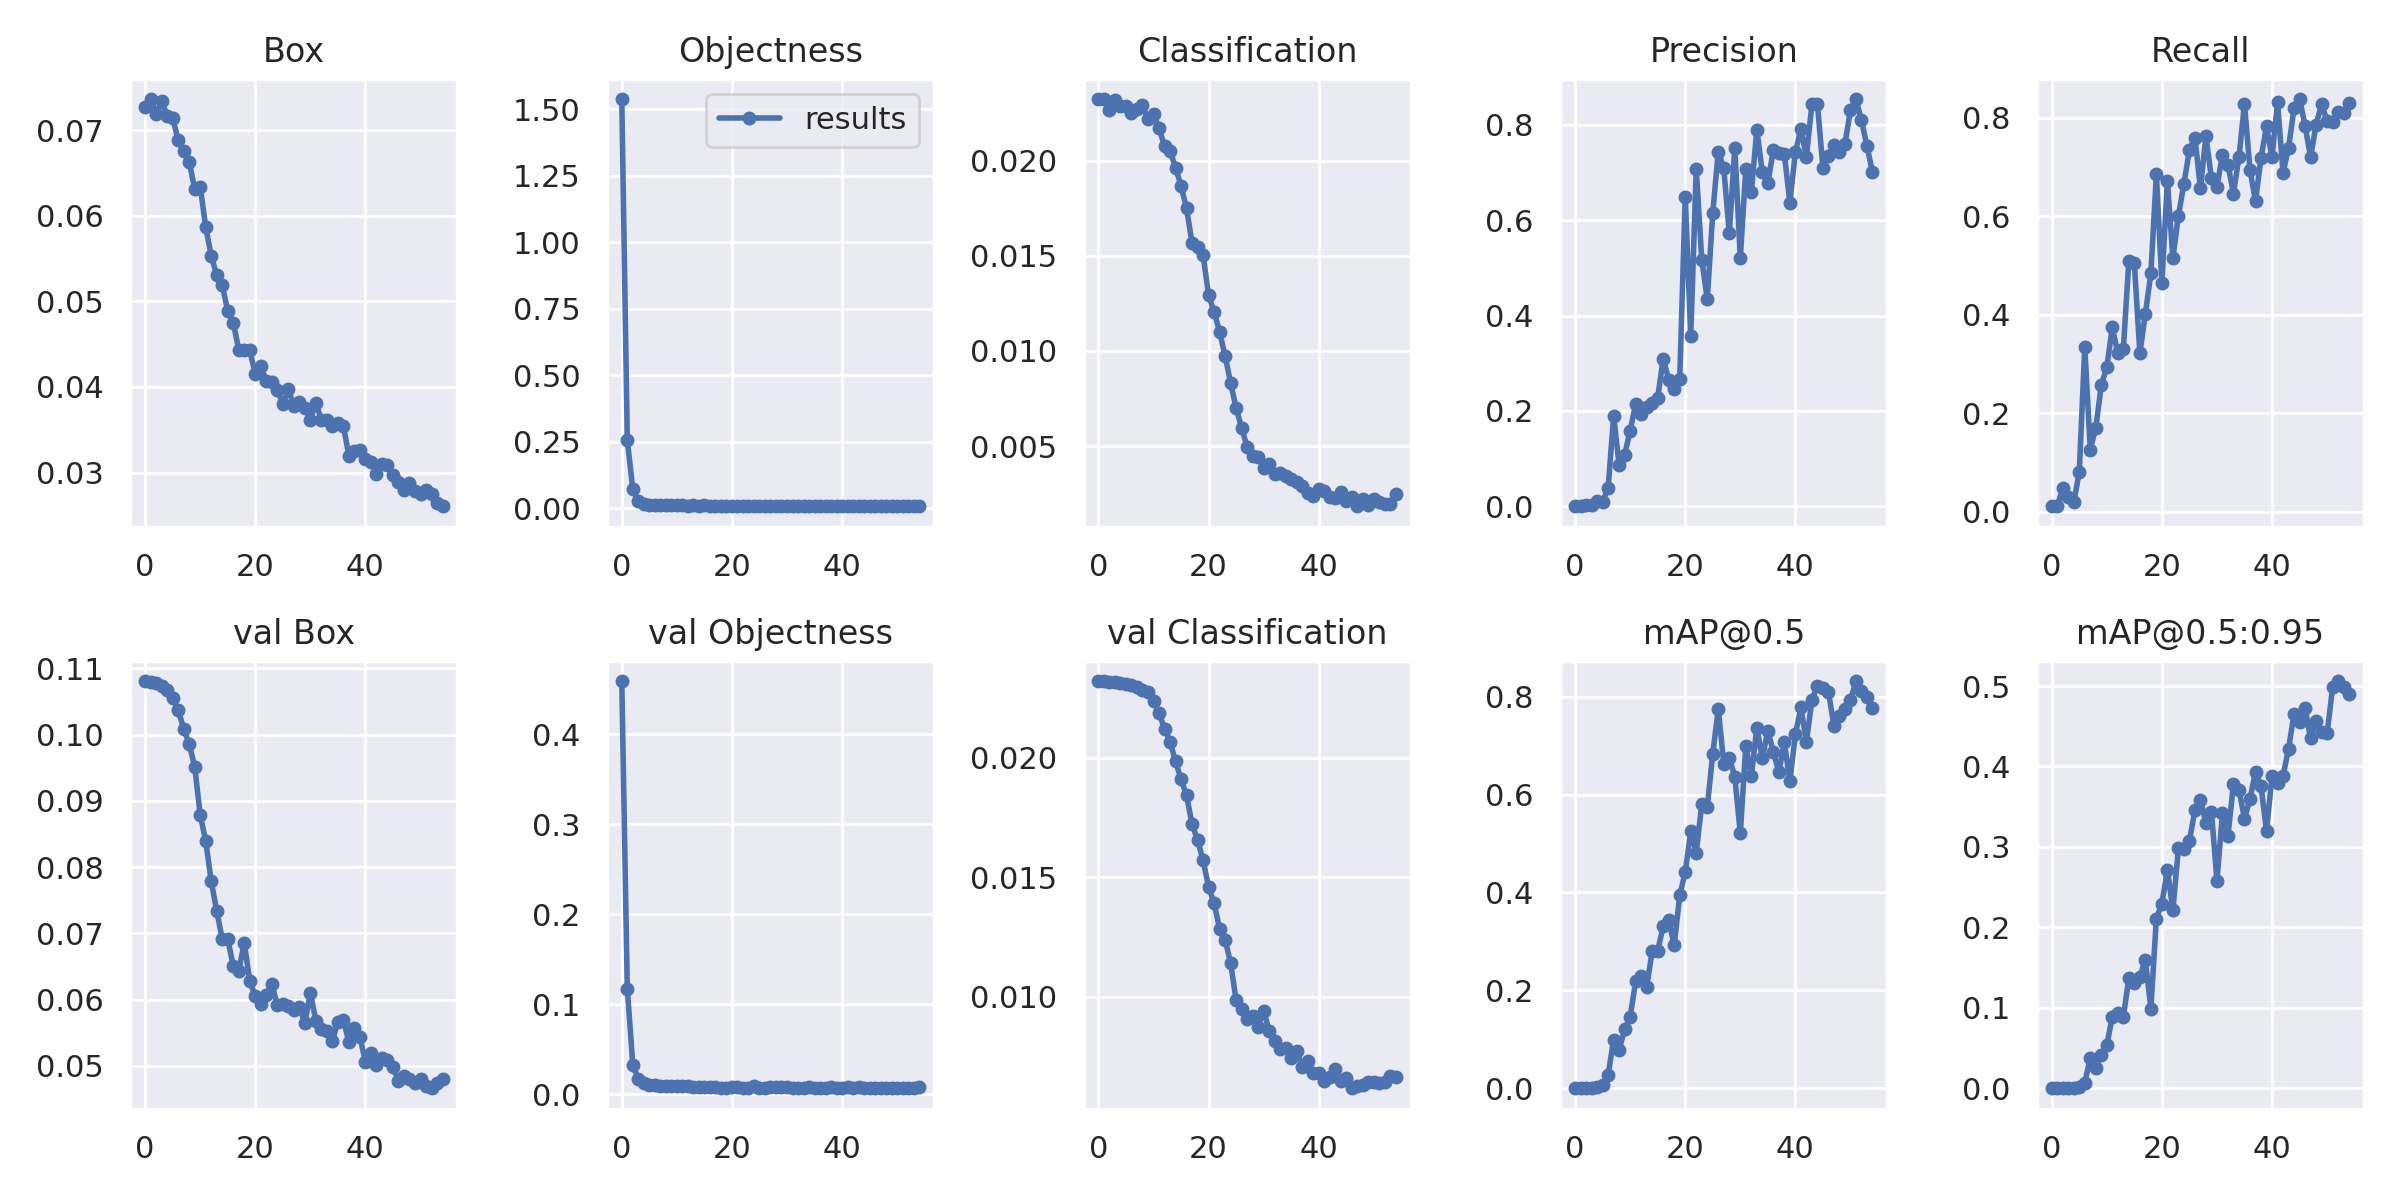 Box
Objectness
Classification
Precision
Recall
0.07
0.06
0.05
0.04
0.03
0 20 40
1.50
1.25
1.00
0.75
0.50
0.25
0.00
results
0 20 40
0.020
0.015
0.010
0.005
0 20 40
0.8
0.6
0.4
0.2
0.0
0 20 40
0.8
0.6
0.4
0.2
0.0
0 20 40
val Box
val Objectness
val Classification
mAP@0.5
mAP@0.5:0.95
0.11
0.10
0.09
0.08
0.07
0.06
0.05
0 20 40
0.4
0.3
0.2
0.1
0.0
0 20 40
0.020
0.015
0.010
0 20 40
0.8
0.6
0.4
0.2
0.0
0 20 40
0.5
0.4
0.3
0.2
0.1
0.0
0 20 40